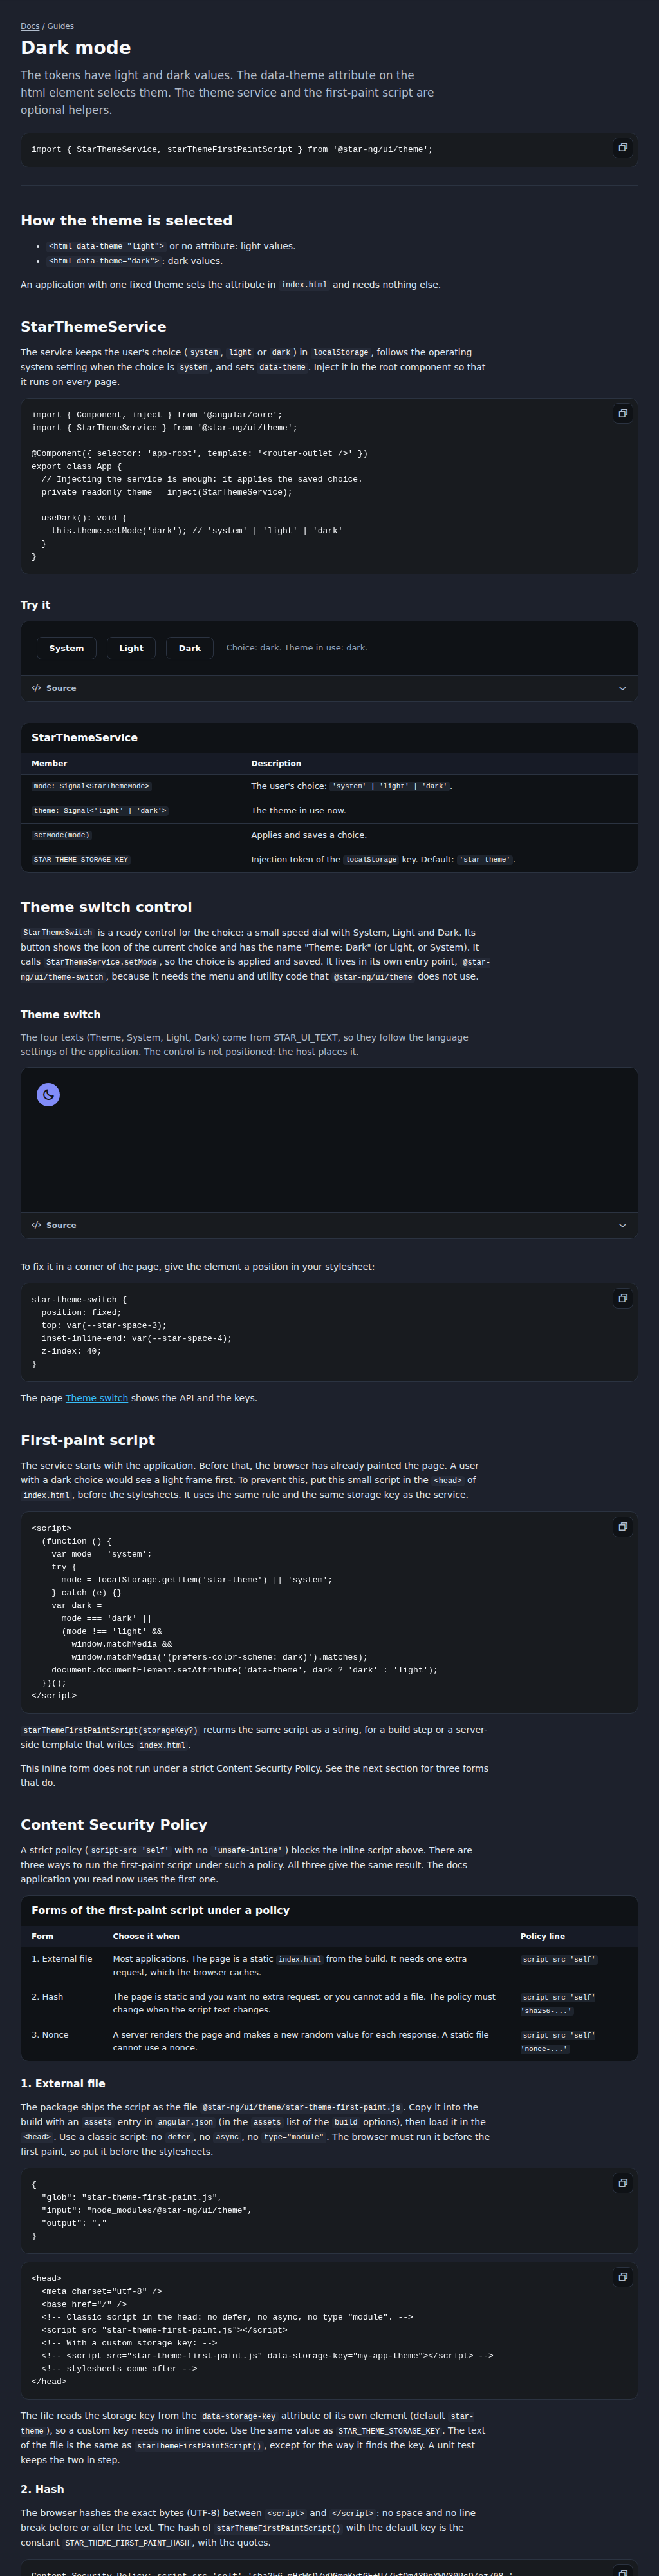 Docs / Guides
Dark mode
The tokens have light and dark values. The data-theme attribute on the
html element selects them. The theme service and the first-paint script are
optional helpers.
import { StarThemeService, starThemeFirstPaintScript } from '@star-ng/ui/theme';
How the theme is selected
<html data-theme="light"> or no attribute: light values.
<html data-theme="dark">: dark values.
An application with one fixed theme sets the attribute in index.html and needs nothing else.
StarThemeService
The service keeps the user's choice (system, light or dark) in localStorage, follows the operating
system setting when the choice is system, and sets data-theme. Inject it in the root component so that
it runs on every page.
import { Component, inject } from '@angular/core';
import { StarThemeService } from '@star-ng/ui/theme';
@Component({ selector: 'app-root', template: '<router-outlet />' })
export class App {
// Injecting the service is enough: it applies the saved choice.
private readonly theme = inject(StarThemeService);
useDark(): void {
this.theme.setMode('dark'); // 'system' | 'light' | 'dark'
}
}
Try it
System Light Dark Choice: dark. Theme in use: dark.
Source
StarThemeService
Member Description
mode: Signal<StarThemeMode> The user's choice: 'system' | 'light' | 'dark'.
theme: Signal<'light' | 'dark'> The theme in use now.
setMode(mode) Applies and saves a choice.
STAR_THEME_STORAGE_KEY Injection token of the localStorage key. Default: 'star-theme'.
Theme switch control
StarThemeSwitch is a ready control for the choice: a small speed dial with System, Light and Dark. Its
button shows the icon of the current choice and has the name "Theme: Dark" (or Light, or System). It
calls StarThemeService.setMode, so the choice is applied and saved. It lives in its own entry point, @star-
ng/ui/theme-switch, because it needs the menu and utility code that @star-ng/ui/theme does not use.
Theme switch
The four texts (Theme, System, Light, Dark) come from STAR_UI_TEXT, so they follow the language
settings of the application. The control is not positioned: the host places it.
Source
To fix it in a corner of the page, give the element a position in your stylesheet:
star-theme-switch {
position: fixed;
top: var(--star-space-3);
inset-inline-end: var(--star-space-4);
z-index: 40;
}
The page Theme switch shows the API and the keys.
First-paint script
The service starts with the application. Before that, the browser has already painted the page. A user
with a dark choice would see a light frame first. To prevent this, put this small script in the <head> of
index.html, before the stylesheets. It uses the same rule and the same storage key as the service.
<script>
(function () {
var mode = 'system';
try {
mode = localStorage.getItem('star-theme') || 'system';
} catch (e) {}
var dark =
mode === 'dark' ||
(mode !== 'light' &&
window.matchMedia &&
window.matchMedia('(prefers-color-scheme: dark)').matches);
document.documentElement.setAttribute('data-theme', dark ? 'dark' : 'light');
})();
</script>
starThemeFirstPaintScript(storageKey?) returns the same script as a string, for a build step or a server-
side template that writes index.html.
This inline form does not run under a strict Content Security Policy. See the next section for three forms
that do.
Content Security Policy
A strict policy (script-src 'self' with no 'unsafe-inline') blocks the inline script above. There are
three ways to run the first-paint script under such a policy. All three give the same result. The docs
application you read now uses the first one.
Forms of the first-paint script under a policy
Form Choose it when Policy line
1. External file Most applications. The page is a static index.html from the build. It needs one extra script-src 'self'
request, which the browser caches.
2. Hash The page is static and you want no extra request, or you cannot add a file. The policy must script-src 'self'
change when the script text changes. 'sha256-...'
3. Nonce A server renders the page and makes a new random value for each response. A static file script-src 'self'
cannot use a nonce. 'nonce-...'
1. External file
The package ships the script as the file @star-ng/ui/theme/star-theme-first-paint.js. Copy it into the
build with an assets entry in angular.json (in the assets list of the build options), then load it in the
<head>. Use a classic script: no defer, no async, no type="module". The browser must run it before the
first paint, so put it before the stylesheets.
{
"glob": "star-theme-first-paint.js",
"input": "node_modules/@star-ng/ui/theme",
"output": "."
}
<head>
<meta charset="utf-8" />
<base href="/" />
<!-- Classic script in the head: no defer, no async, no type="module". -->
<script src="star-theme-first-paint.js"></script>
<!-- With a custom storage key: -->
<!-- <script src="star-theme-first-paint.js" data-storage-key="my-app-theme"></script> -->
<!-- stylesheets come after -->
</head>
The file reads the storage key from the data-storage-key attribute of its own element (default star-
theme), so a custom key needs no inline code. Use the same value as STAR_THEME_STORAGE_KEY. The text
of the file is the same as starThemeFirstPaintScript(), except for the way it finds the key. A unit test
keeps the two in step.
2. Hash
The browser hashes the exact bytes (UTF-8) between <script> and </script>: no space and no line
break before or after the text. The hash of starThemeFirstPaintScript() with the default key is the
constant STAR_THEME_FIRST_PAINT_HASH, with the quotes.